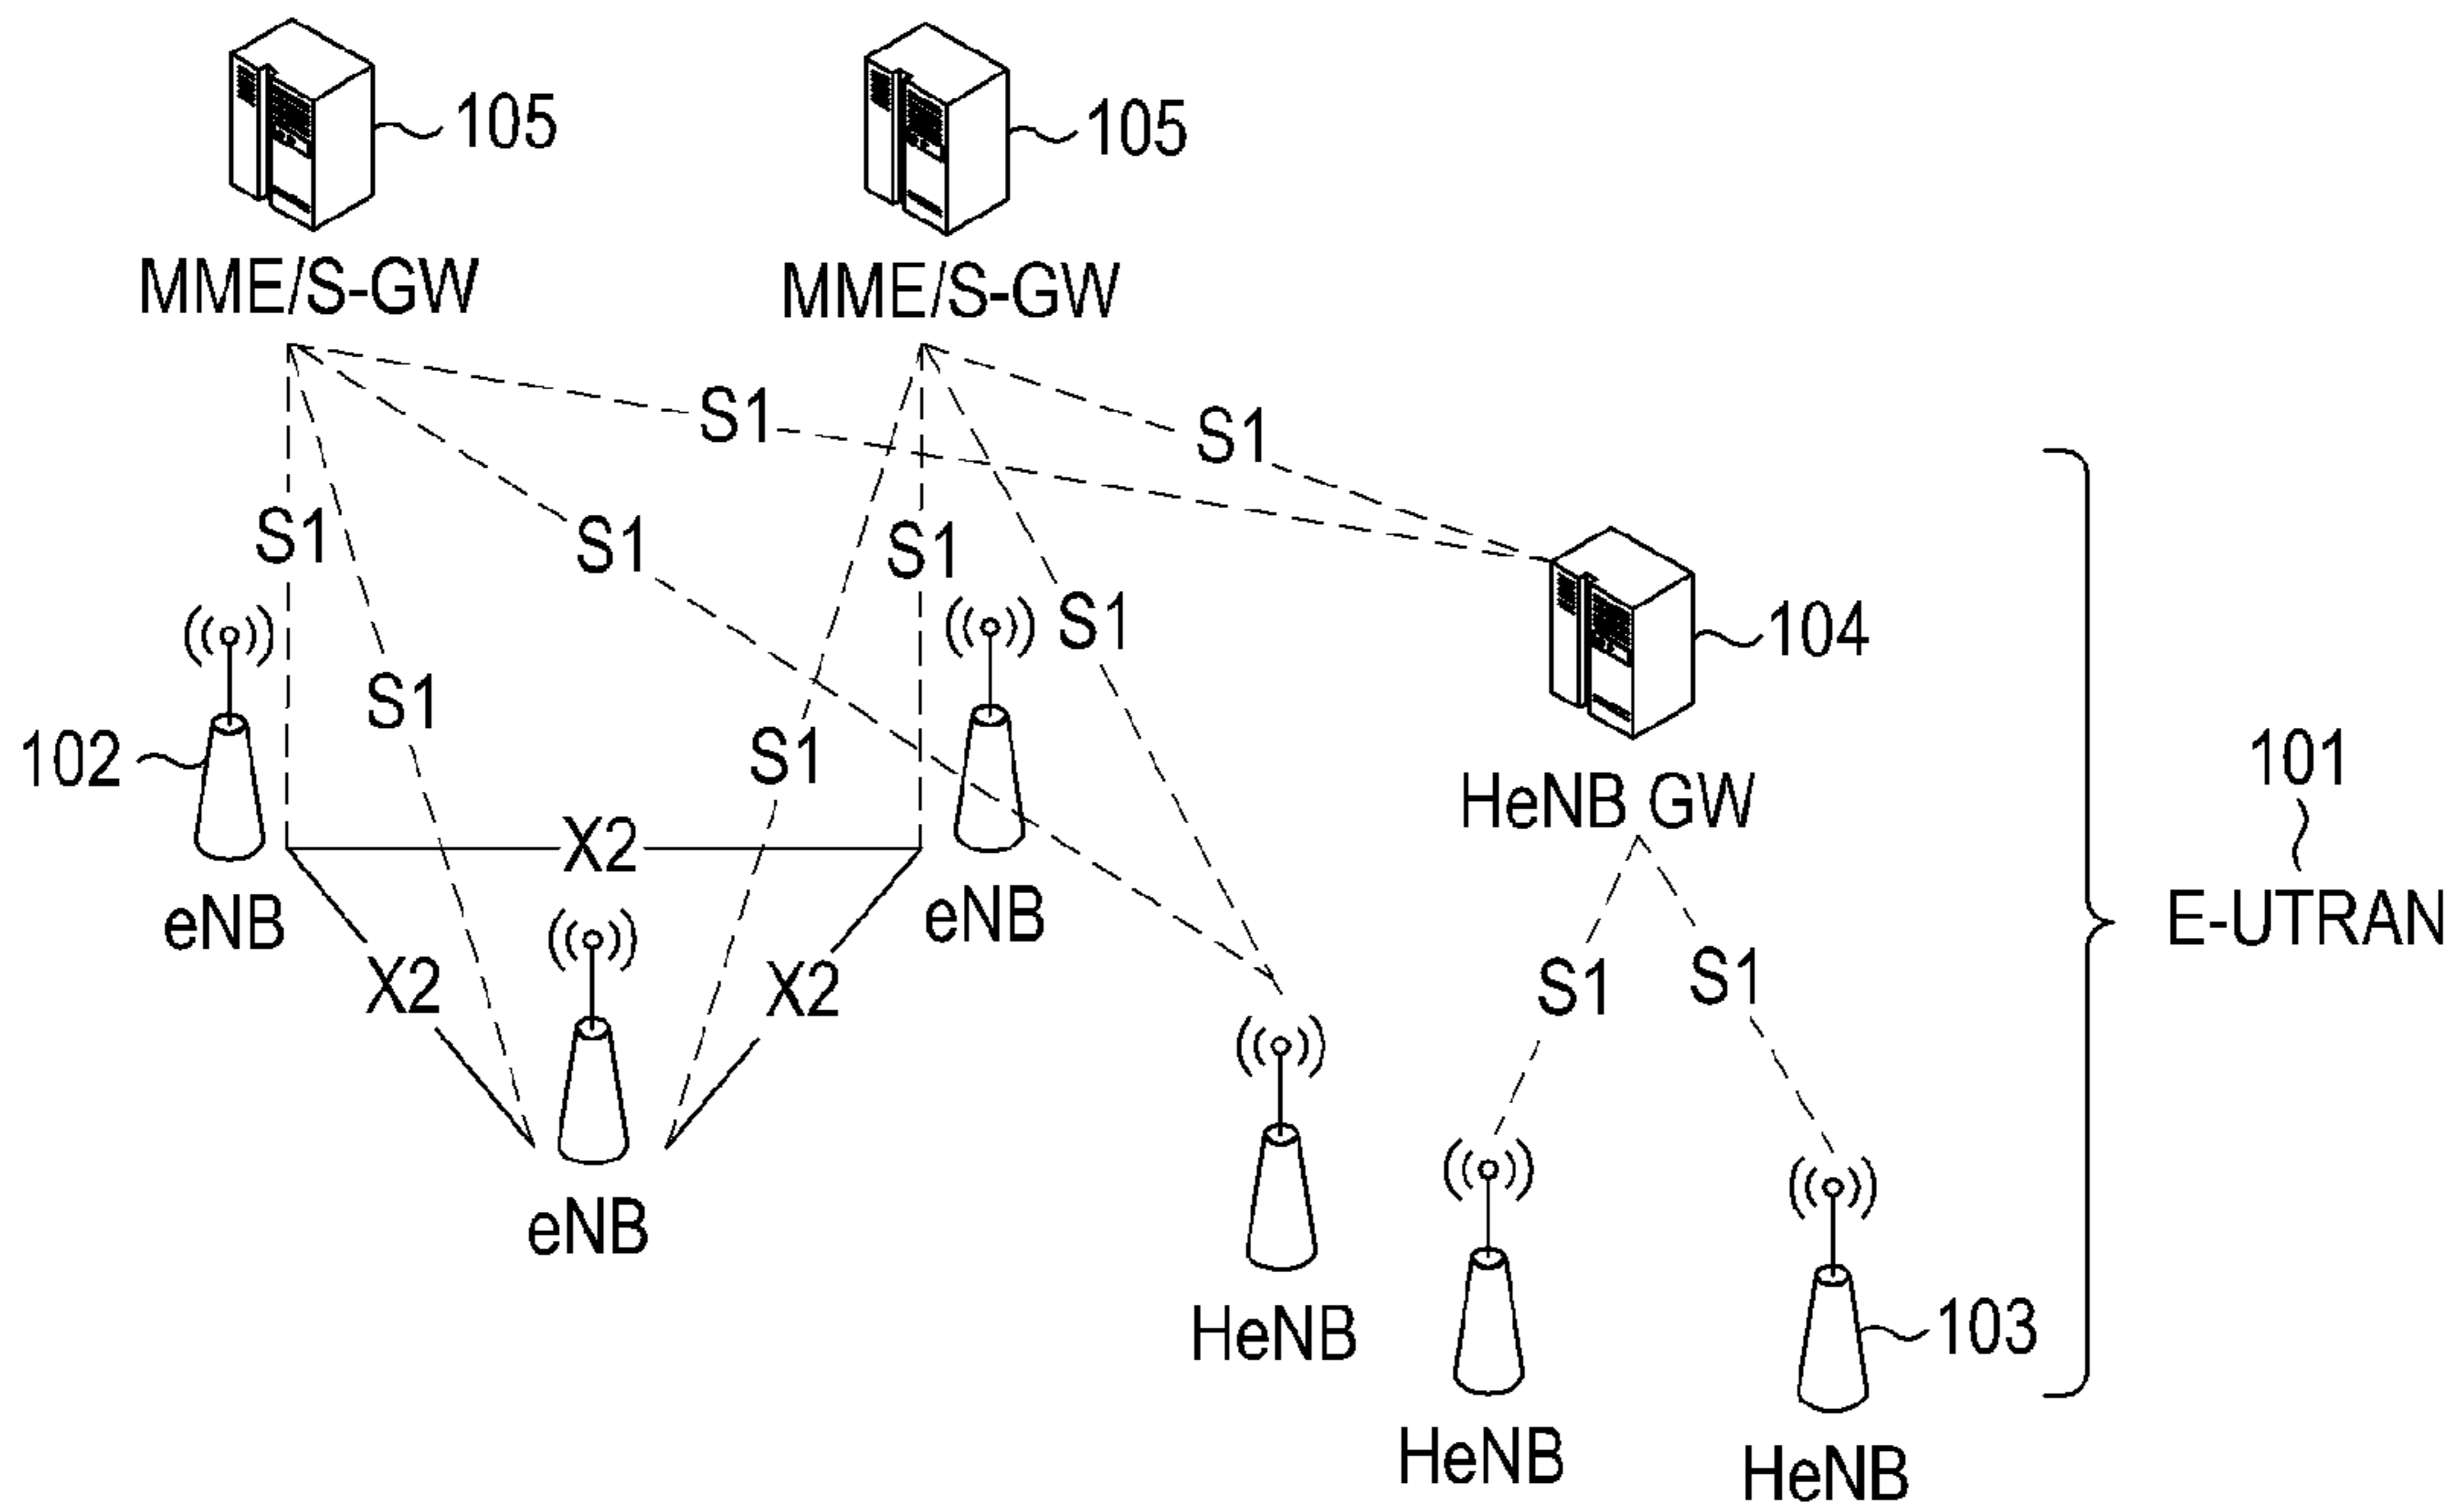 105
105
MME/S-GW
MME/S-GW
S1
S1
S1
S1
S1
S1
104
S1
S1
102
101
HeNB GW
X2
eNB
eNB
E-UTRAN
X2
X2
S1
S1
eNB
HeNB
103
HeNB
HeNB